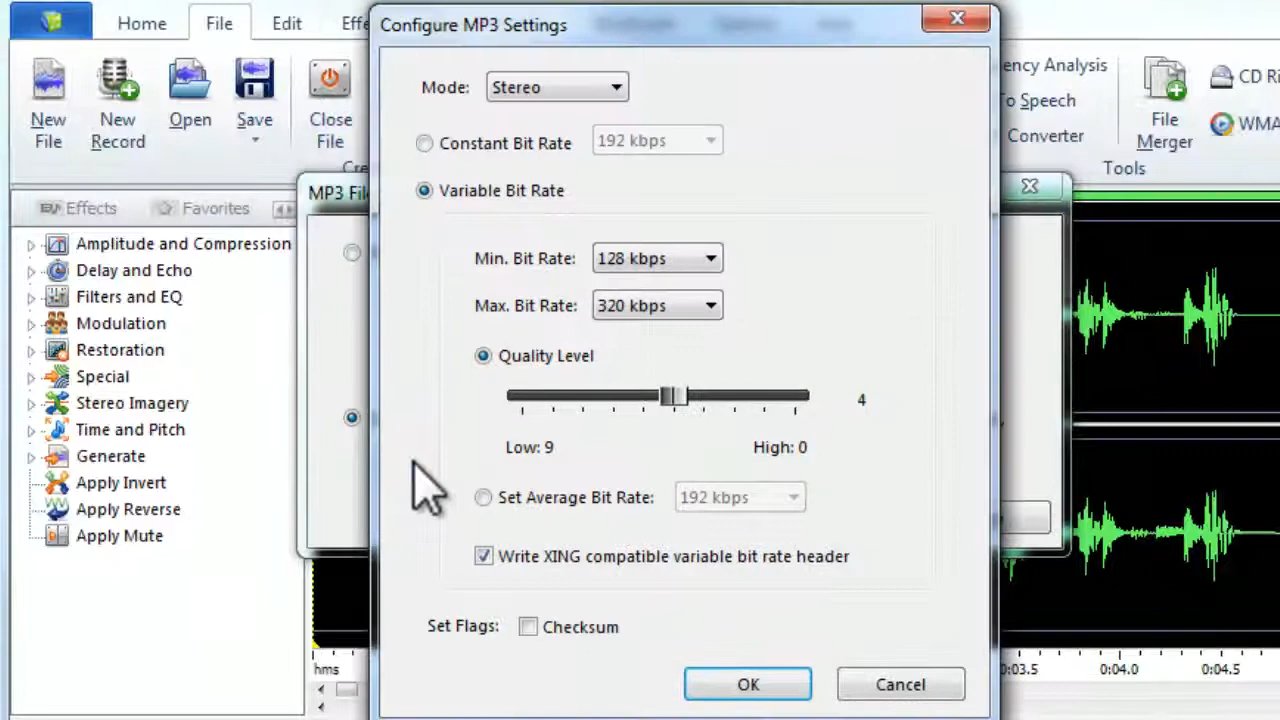 Home
File
Edit
Effe
New
File
New
Record
Open
Save
Close
File
Cre
ency Analysis
To Speech
Converter
File
Merger
CD Ri
WMA
Tools
Effects
Favorites
Amplitude and Compression
Delay and Echo
Filters and EQ
Modulation
Restoration
Special
Stereo Imagery
Time and Pitch
Generate
Apply Invert
Apply Reverse
Apply Mute
MP3 Fil
Configure MP3 Settings
Mode: Stereo
Constant Bit Rate 192 kbps
Variable Bit Rate
Min. Bit Rate: 128 kbps
Max. Bit Rate: 320 kbps
Quality Level
4
Low: 9 High: 0
Set Average Bit Rate: 192 kbps
Write XING compatible variable bit rate header
Set Flags: Checksum
OK Cancel
hms
0:03.5 0:04.0 0:04.5